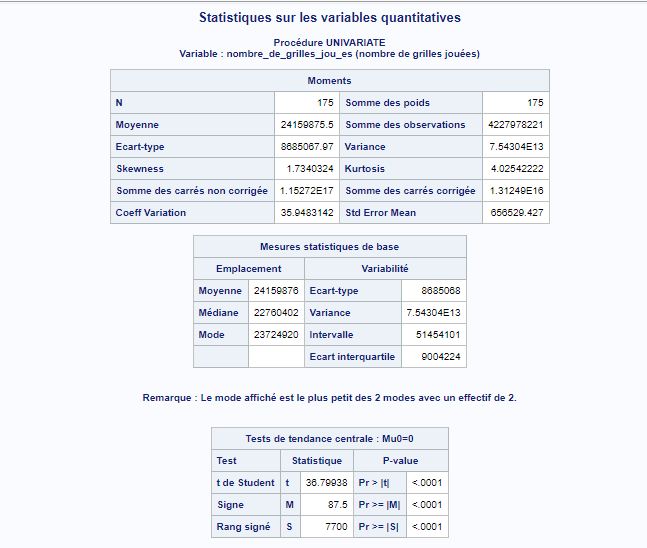 Statistiques sur les variables quantitatives
Procédure UNIVARIATE
Variable : nombre_de_grilles_jou_es (nombre de grilles jouées)
Moments
N 175 Somme des poids 175
Moyenne 24159875.5 Somme des observations 4227978221
Ecart-type 8685067.97 Variance 7.54304E13
Skewness 1.7340324 Kurtosis 4.02542222
Somme des carrés non corrigée 1.15272E17 Somme des carrés corrigée 1.31249E16
Coeff Variation 35.9483142 Std Error Mean 656529.427
Mesures statistiques de base
Emplacement Variabilité
Moyenne 24159876 Ecart-type 8685068
Médiane 22760402 Variance 7.54304E13
Mode 23724920 Intervalle 51454101
Ecart interquartile 9004224
Remarque : Le mode affiché est le plus petit des 2 modes avec un effectif de 2.
Tests de tendance centrale : Mu0=0
Test Statistique P-value
t de Student t 36.79938 Pr > |t| <.0001
Signe M 87.5 Pr >= |M| <.0001
Rang signé S 7700 Pr >= |S| <.0001